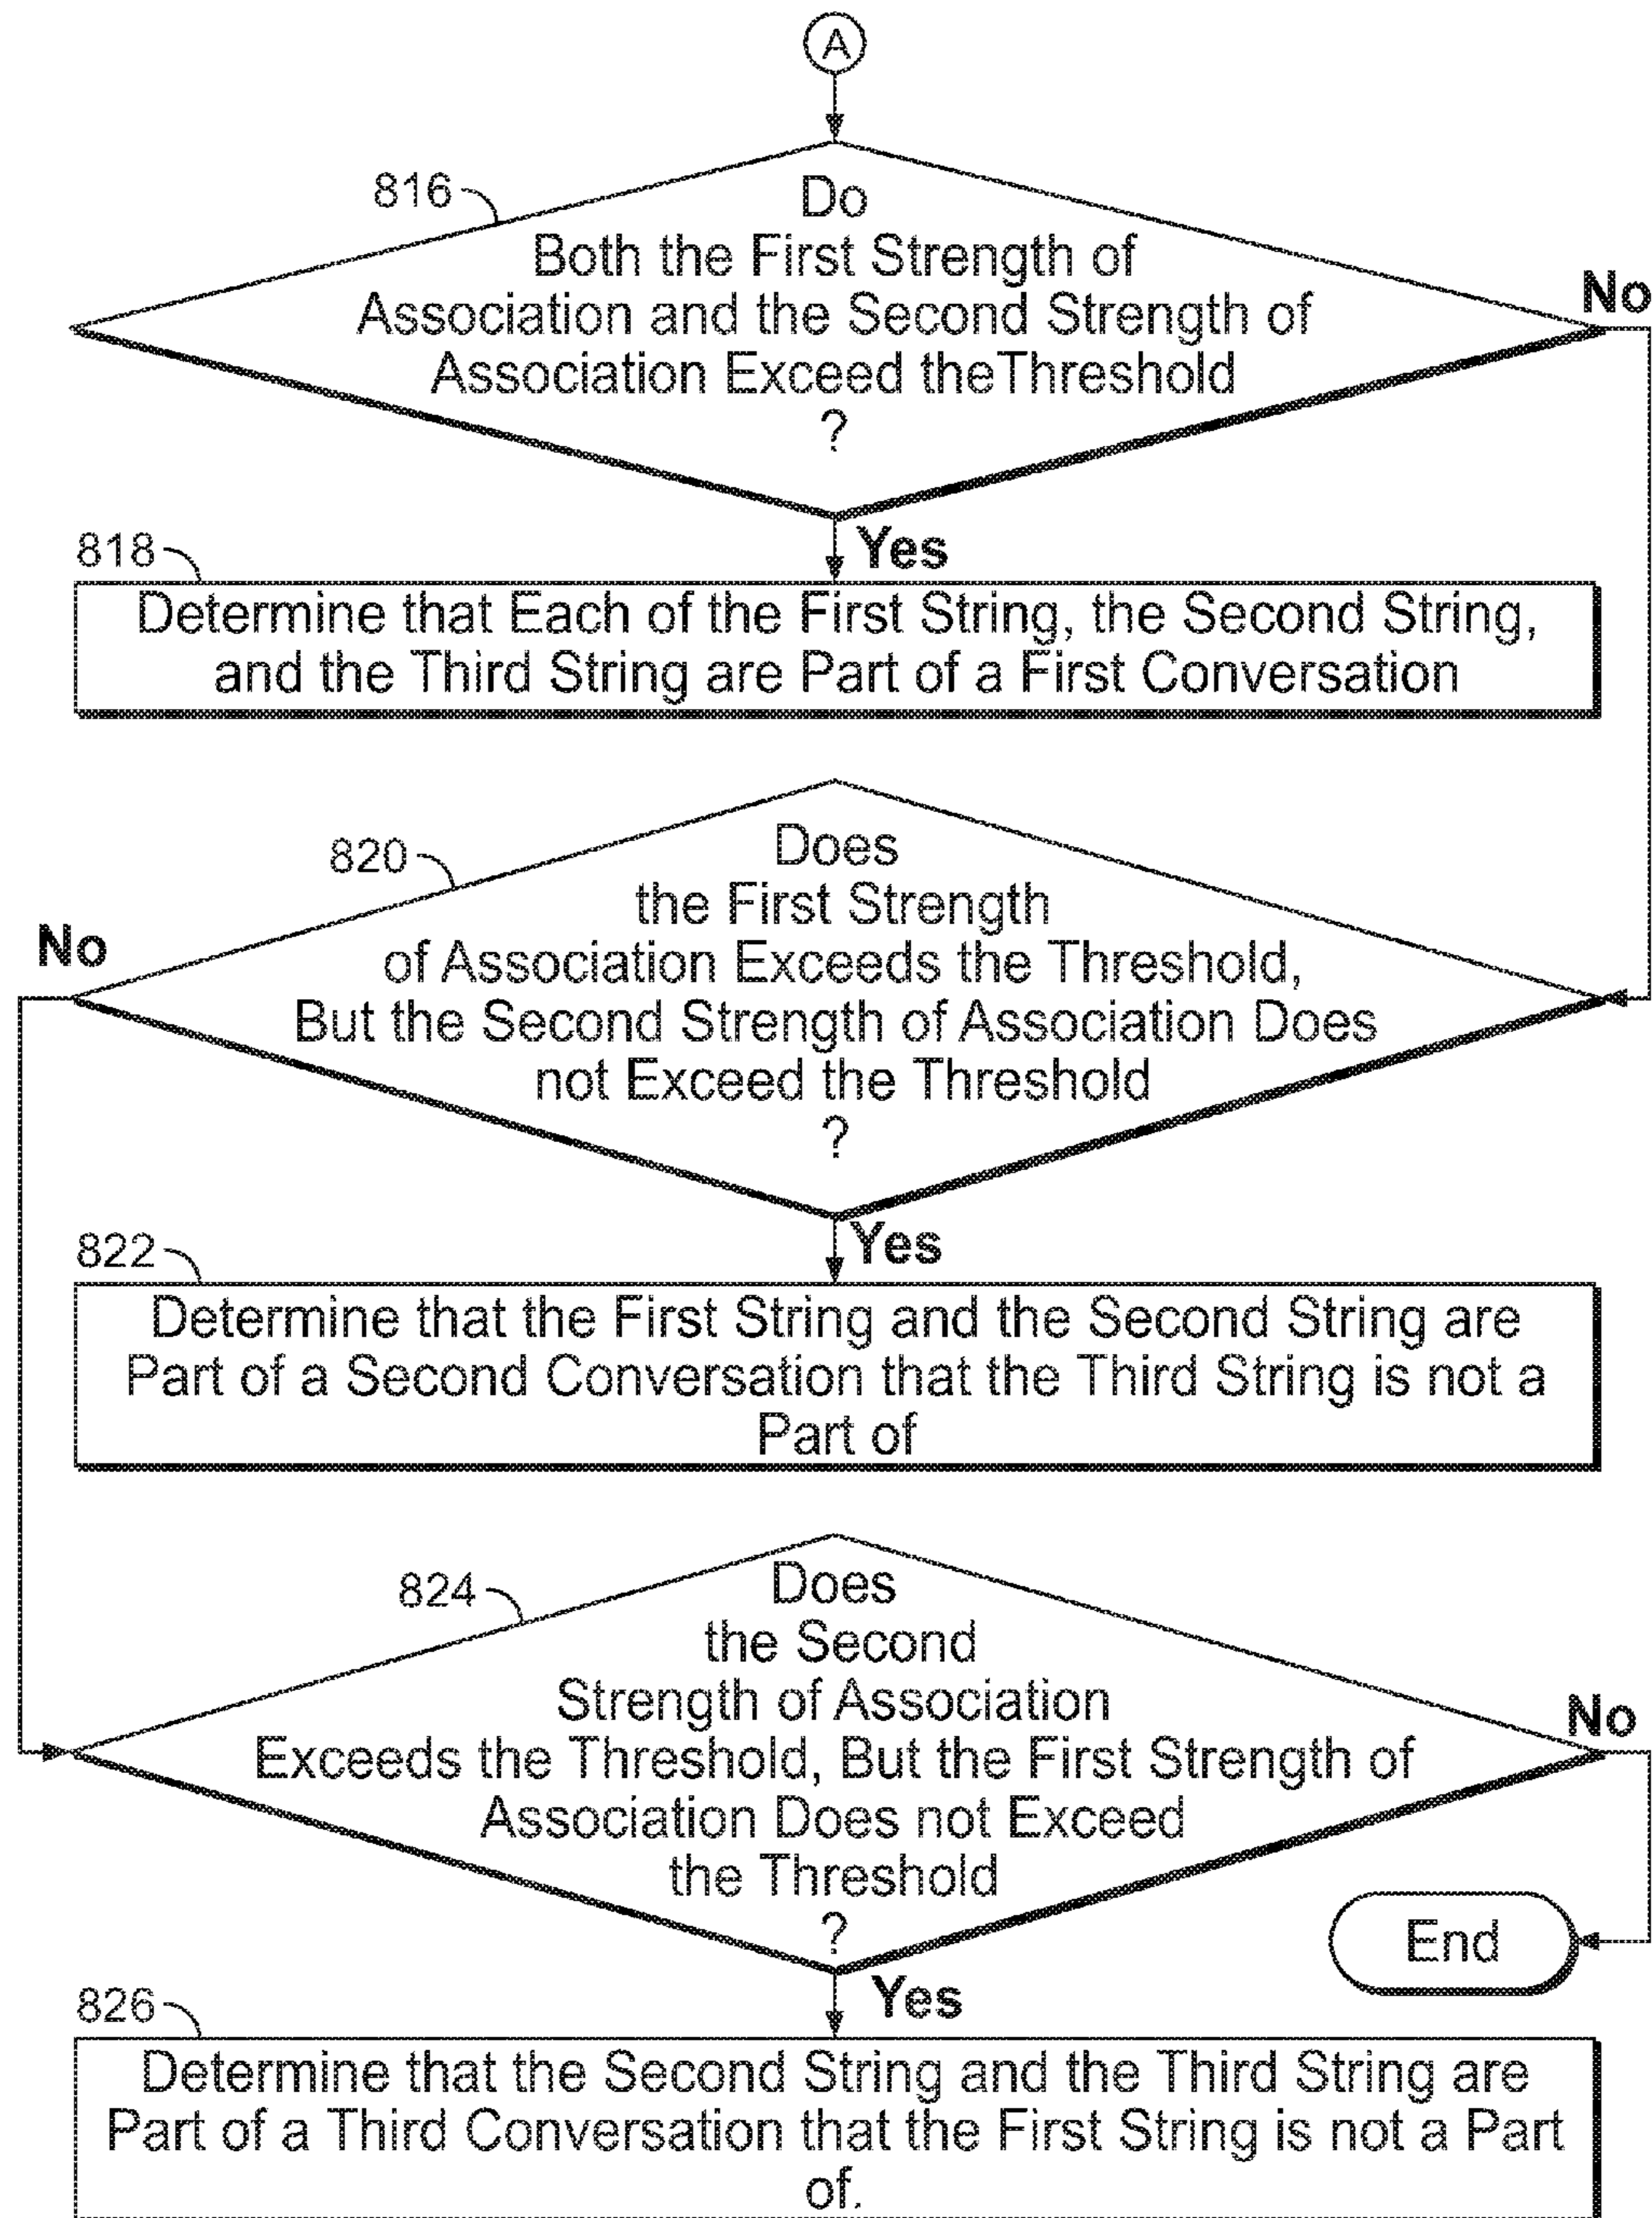 A
816
Do
Both the First Strength of
Association and the Second Strength of
Association Exceed theThreshold
?
No
Yes
818
Determine that Each of the First String, the Second String,
and the Third String are Part of a First Conversation
820
Does
the First Strength
of Association Exceeds the Threshold,
But the Second Strength of Association Does
not Exceed the Threshold
?
No
Yes
822
Determine that the First String and the Second String are
Part of a Second Conversation that the Third String is not a
Part of
824
Does
the Second
Strength of Association
Exceeds the Threshold, But the First Strength of
Association Does not Exceed
the Threshold
?
No
End
Yes
826
Determine that the Second String and the Third String are
Part of a Third Conversation that the First String is not a Part
of.